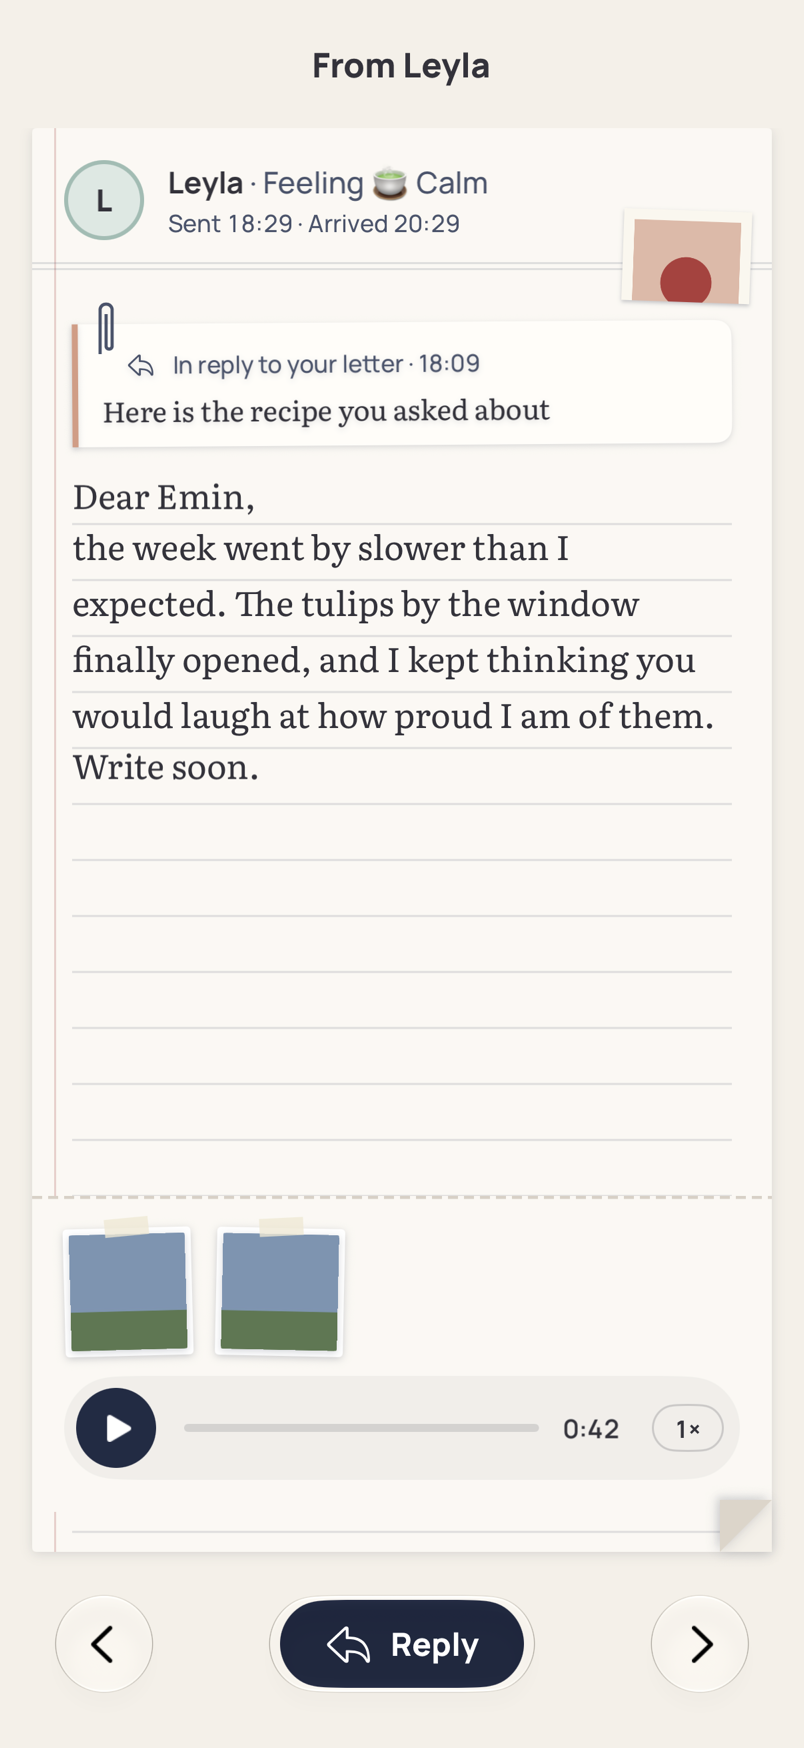 From Leyla
L
Leyla · Feeling 🍵 Calm
Sent 18:29 · Arrived 20:29
In reply to your letter · 18:09
Here is the recipe you asked about
Dear Emin,
the week went by slower than I
expected. The tulips by the window
finally opened, and I kept thinking you
would laugh at how proud I am of them.
Write soon.
0:42
1×
Reply